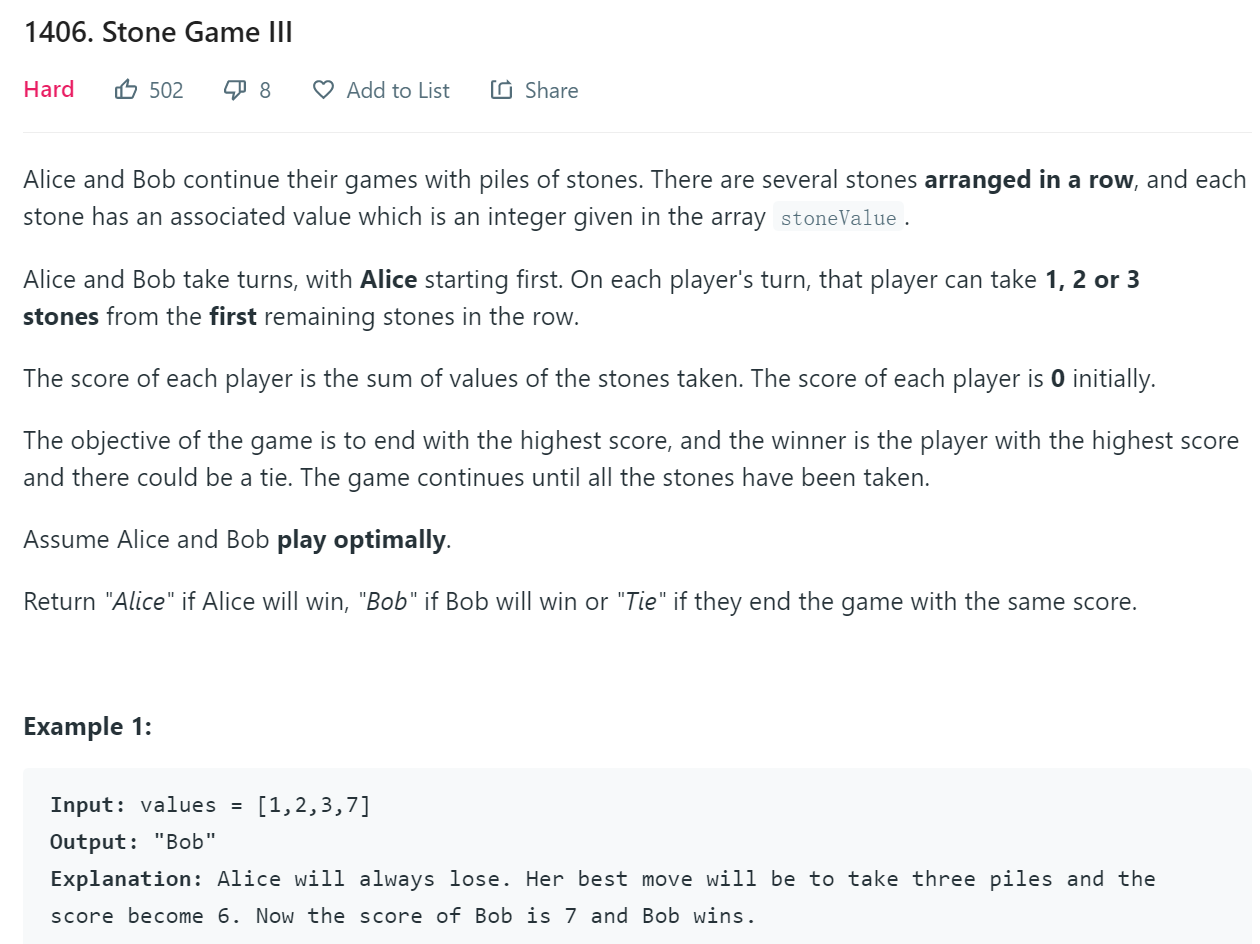 1406. Stone Game III
Hard 502 8 Add to List Share
Alice and Bob continue their games with piles of stones. There are several stones arranged in a row, and each
stone has an associated value which is an integer given in the array stoneValue.
Alice and Bob take turns, with Alice starting first. On each player's turn, that player can take 1, 2 or 3
stones from the first remaining stones in the row.
The score of each player is the sum of values of the stones taken. The score of each player is 0 initially.
The objective of the game is to end with the highest score, and the winner is the player with the highest score
and there could be a tie. The game continues until all the stones have been taken.
Assume Alice and Bob play optimally.
Return "Alice" if Alice will win, "Bob" if Bob will win or "Tie" if they end the game with the same score.
Example 1:
Input: values = [1,2,3,7]
Output: "Bob"
Explanation: Alice will always lose. Her best move will be to take three piles and the
score become 6. Now the score of Bob is 7 and Bob wins.